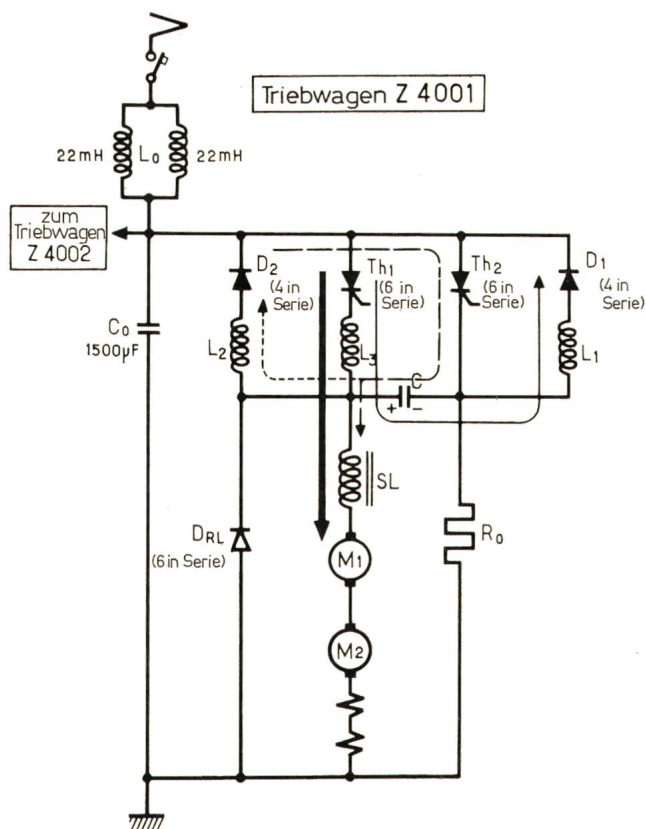 Triebwagen Z 4001
22mH
L₀
22mH
zum
Triebwagen
Z 4002
D₂
(4 in
Serie)
Th₁
(6 in
Serie)
Th₂
(6 in
Serie)
D₁
(4 in
Serie)
C₀
1500µF
L₂
L₃
L₁
C
+
−
SL
D_RL
(6 in Serie)
R₀
M1
M2